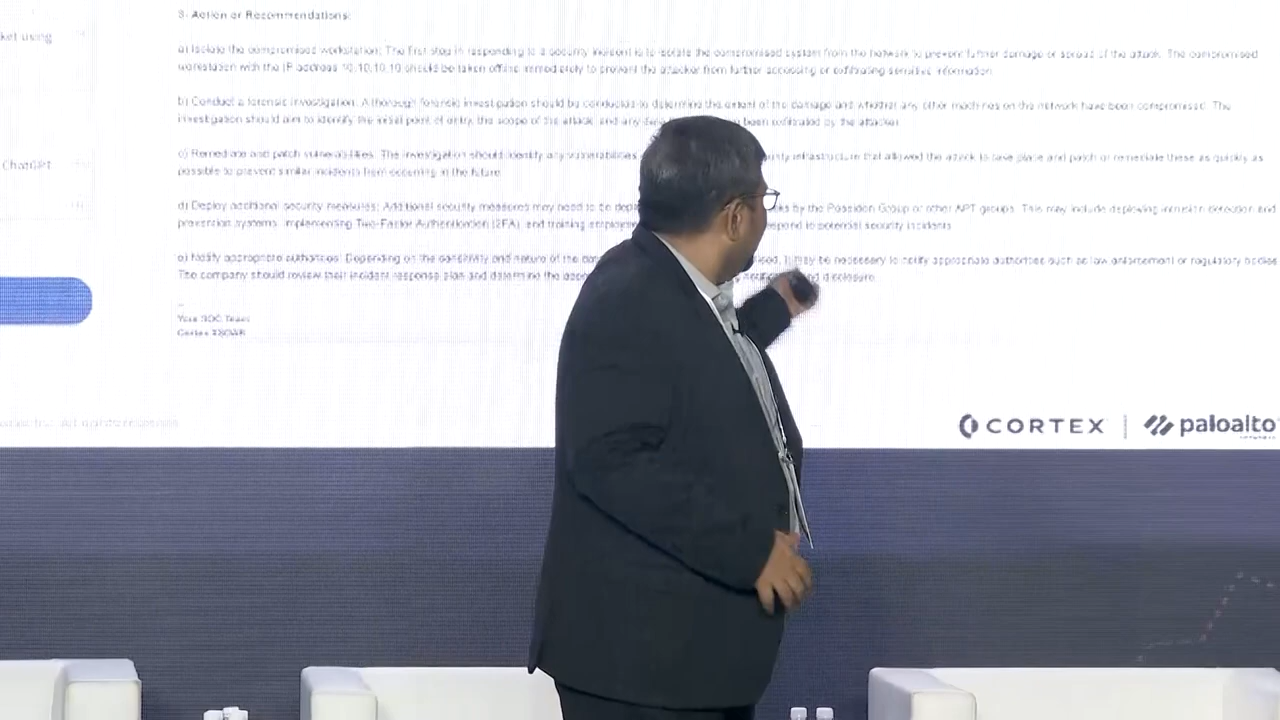 ket using
ChatGPT
3- Action or Recommendations:
a) Isolate the compromised workstation: The first step in responding to a security incident is to isolate the compromised system from the network to prevent further damage or spread of the attack. The compromised
workstation with the IP address 10.10.10.10 should be taken offline immediately to prevent the attacker from further accessing or exfiltrating sensitive information.
b) Conduct a forensic investigation: A thorough forensic investigation should be conducted to determine the extent of the damage and whether any other machines on the network have been compromised. The
investigation should aim to identify the initial point of entry, the scope of the attack, and any data been exfiltrated by the attacker.
c) Remediate and patch vulnerabilities: The investigation should identify any vulnerabilities infrastructure that allowed the attack to take place and patch or remediate these as quickly as
possible to prevent similar incidents from occurring in the future.
d) Deploy additional security measures: Additional security measures may need to be by the Poseidon Group or other APT groups. This may include deploying intrusion detection and
prevention systems, implementing Two-Factor Authentication (2FA), and training respond to potential security incidents.
e) Notify appropriate authorities: Depending on the sensitivity and nature of the it may be necessary to notify appropriate authorities such as law enforcement or regulatory bodies.
The company should review their incident response plan and determine the and disclosure.
--
Your SOC Team
Cortex XSOAR
CORTEX | paloalto